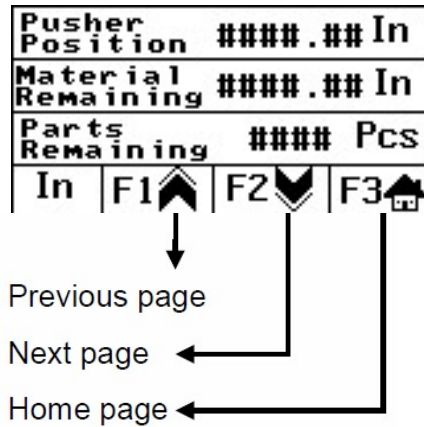 Pusher
Position ####.## In
Material
Remaining ####.## In
Parts
Remaining #### Pcs
In F1 F2 F3
Previous page
Next page
Home page